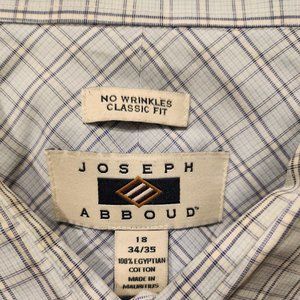 NO WRINKLES
CLASSIC FIT
JOSEPH
ABBOUD
18
34/35
100% EGYPTIAN
COTTON
MADE IN
MAURITIUS